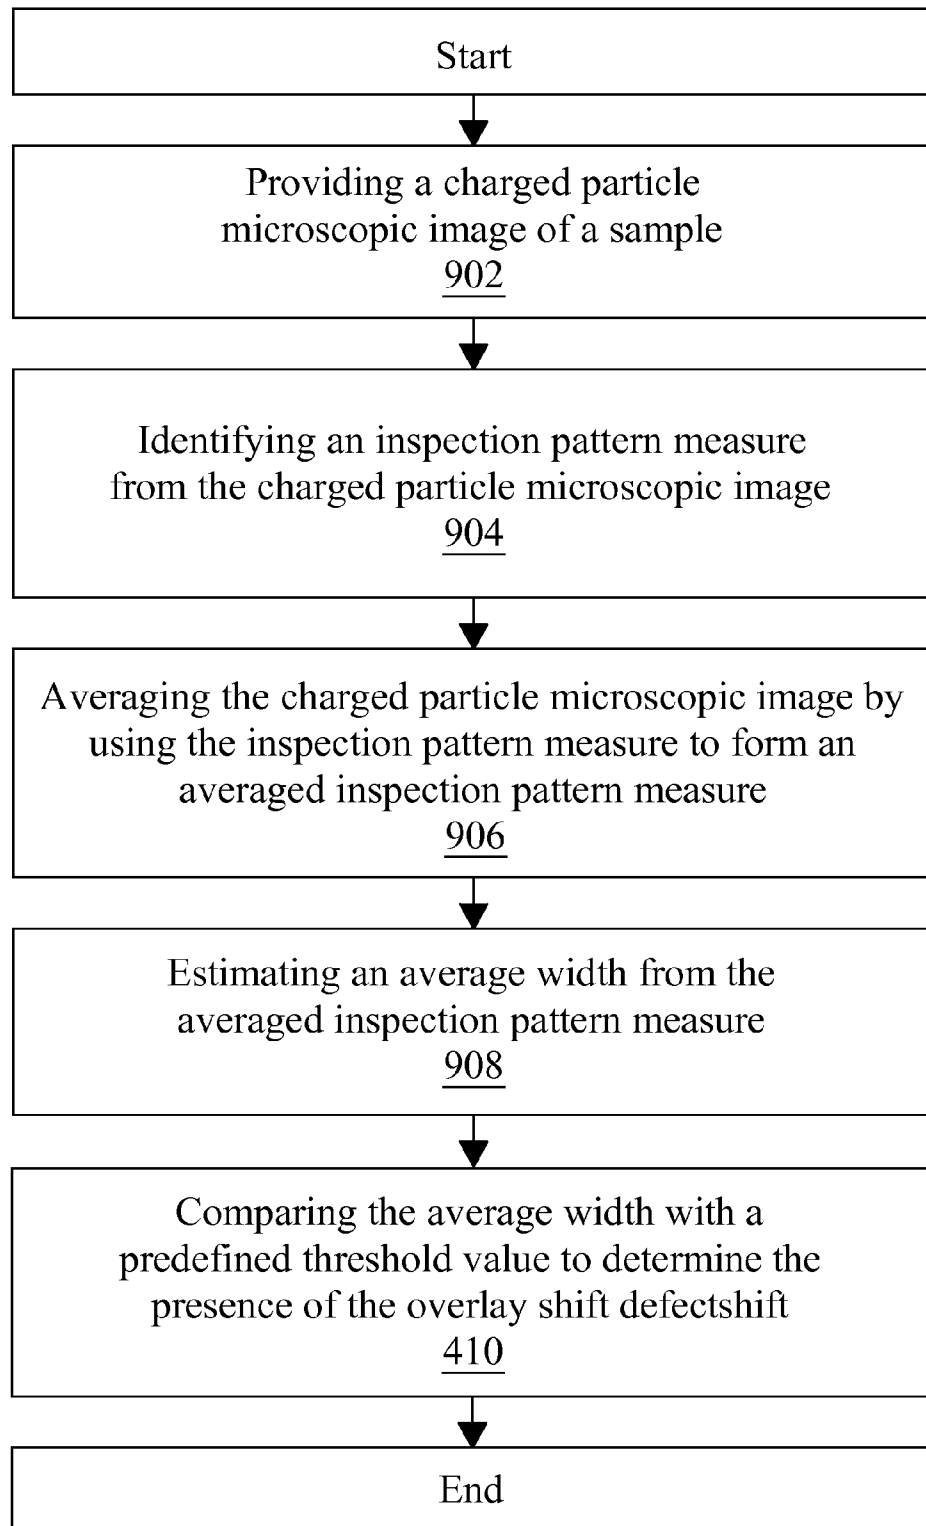 Start
Providing a charged particle
microscopic image of a sample
902
Identifying an inspection pattern measure
from the charged particle microscopic image
904
Averaging the charged particle microscopic image by
using the inspection pattern measure to form an
averaged inspection pattern measure
906
Estimating an average width from the
averaged inspection pattern measure
908
Comparing the average width with a
predefined threshold value to determine the
presence of the overlay shift defectshift
410
End